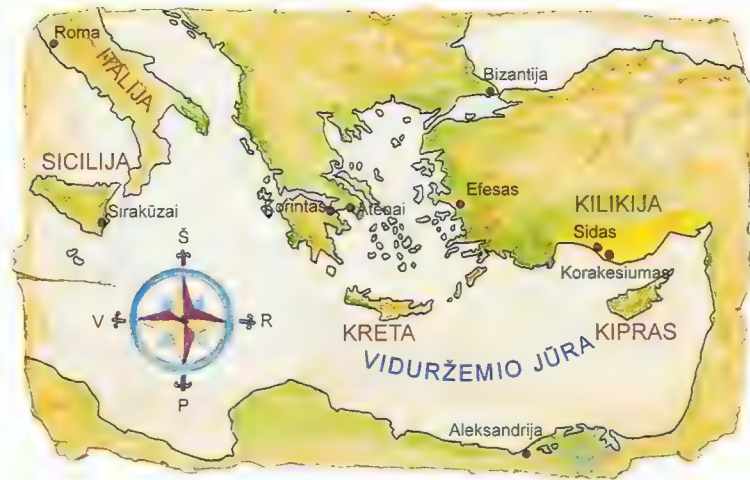 Roma
ITALIJA
Bizantija
SICILIJA
Sirakūzai
Korintas
Atėnai
Efesas
KILIKIJA
Sidas
Korakesiumas
Š
V
R
P
KRETA
KIPRAS
VIDURŽEMIO JŪRA
Aleksandrija